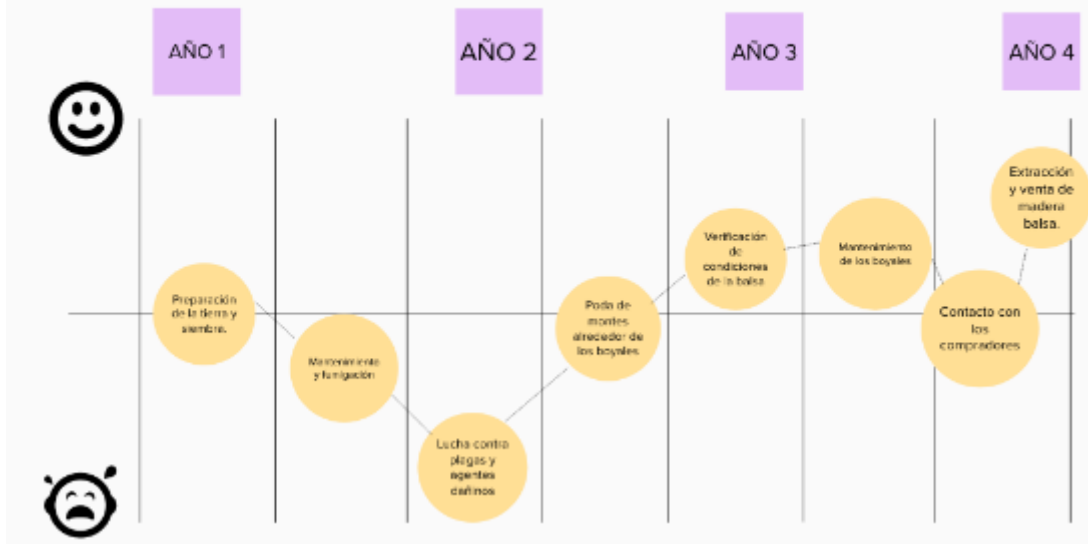 AÑO 1
AÑO 2
AÑO 3
AÑO 4
Preparación
de la tierra y
siembra.
Mantenimiento
y fumigación
Lucha contra
plagas y
agentes
dañinos
Poda de
montes
alrededor de
los boyales
Verificación
de
condiciones
de la balsa
Mantenimiento
de los boyales
Contacto con
los
compradores
Extracción
y venta de
madera
balsa.